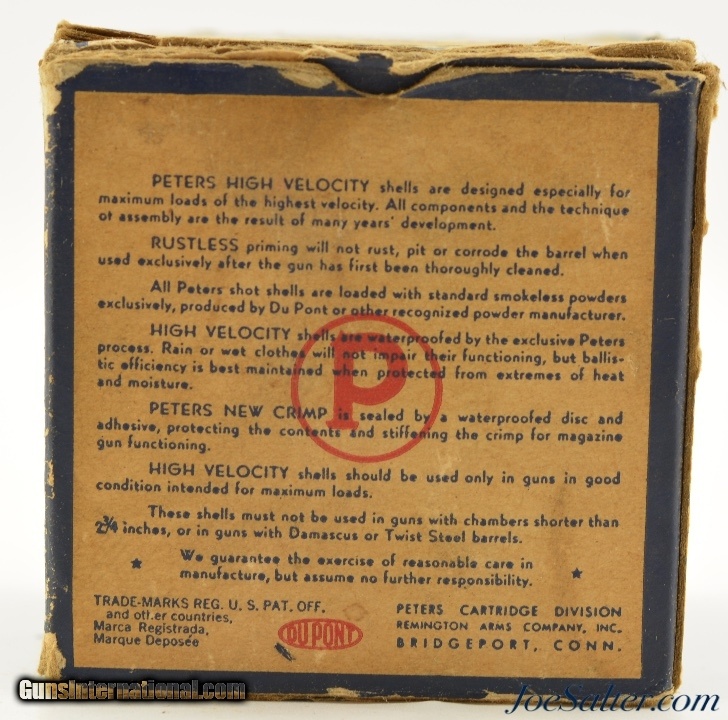 PETERS HIGH VELOCITY shells are designed especially for
maximum loads of the highest velocity. All components and the technique
of assembly are the result of many years' development.
RUSTLESS priming will not rust, pit or corrode the barrel when
used exclusively after the gun has first been thoroughly cleaned.
All Peters shot shells are loaded with standard smokeless powders
exclusively, produced by Du Pont or other recognized powder manufacturer.
HIGH VELOCITY shells are waterproofed by the exclusive Peters
process. Rain or wet clothes will not impair their functioning, but ballis-
tic efficiency is best maintained when protected from extremes of heat
and moisture.
P
PETERS NEW CRIMP is sealed by a waterproofed disc and
adhesive, protecting the contents and stiffening the crimp for magazine
gun functioning.
HIGH VELOCITY shells should be used only in guns in good
condition intended for maximum loads.
These shells must not be used in guns with chambers shorter than
2¾ inches, or in guns with Damascus or Twist Steel barrels.
We guarantee the exercise of reasonable care in
manufacture, but assume no further responsibility.
TRADE-MARKS REG. U. S. PAT. OFF.
and other countries,
Marca Registrada,
Marque Deposée
DU PONT
PETERS CARTRIDGE DIVISION
REMINGTON ARMS COMPANY, INC.
BRIDGEPORT, CONN.
GunsInternational.com
JoeSalter.com